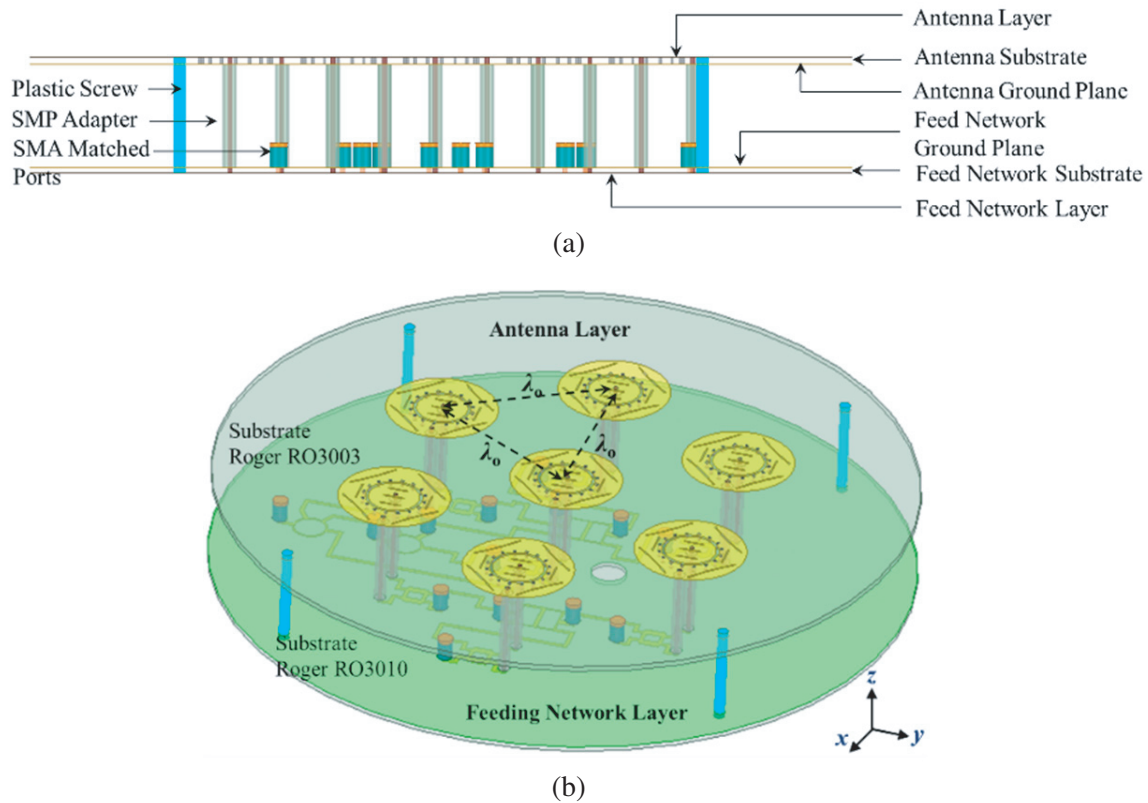 Antenna Layer
Plastic Screw
SMP Adapter
SMA Matched
Ports
Antenna Substrate
Antenna Ground Plane
Feed Network
Ground Plane
Feed Network Substrate
Feed Network Layer
(a)
Antenna Layer
λo
λo
λo
Substrate
Roger RO3003
Substrate
Roger RO3010
Feeding Network Layer
z
x
y
(b)